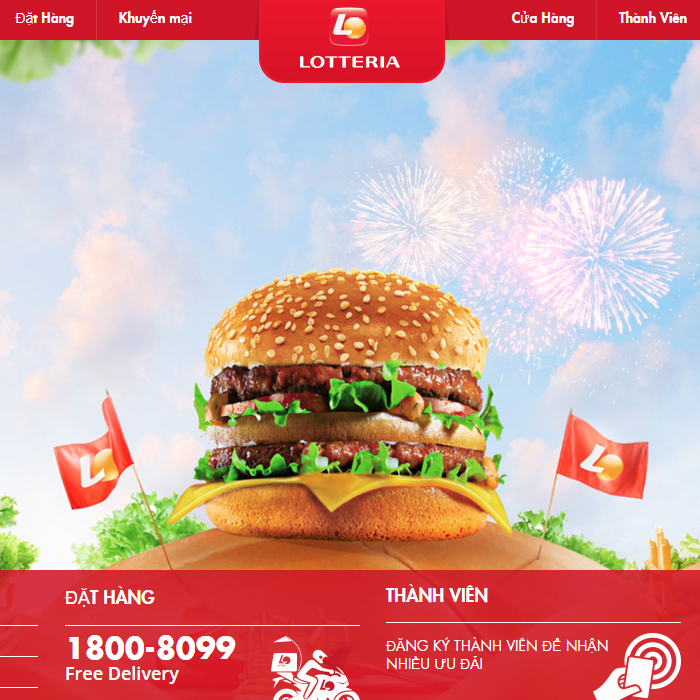 Đặt Hàng
Khuyến mại
LOTTERIA
Cửa Hàng
Thành Viên
ĐẶT HÀNG
1800-8099
Free Delivery
THÀNH VIÊN
ĐĂNG KÝ THÀNH VIÊN ĐỂ NHẬN
NHIỀU ƯU ĐÃI